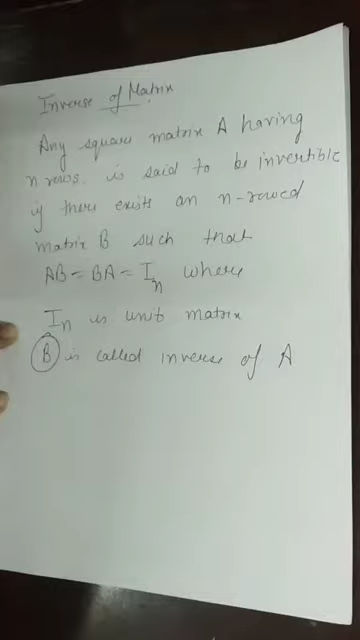 Inverse of Matrix
Any square matrix A having
n rows. is said to be invertible
if there exists an n-rowed
matrix B such that
AB = BA = In where
In is unit matrix
B is called inverse of A